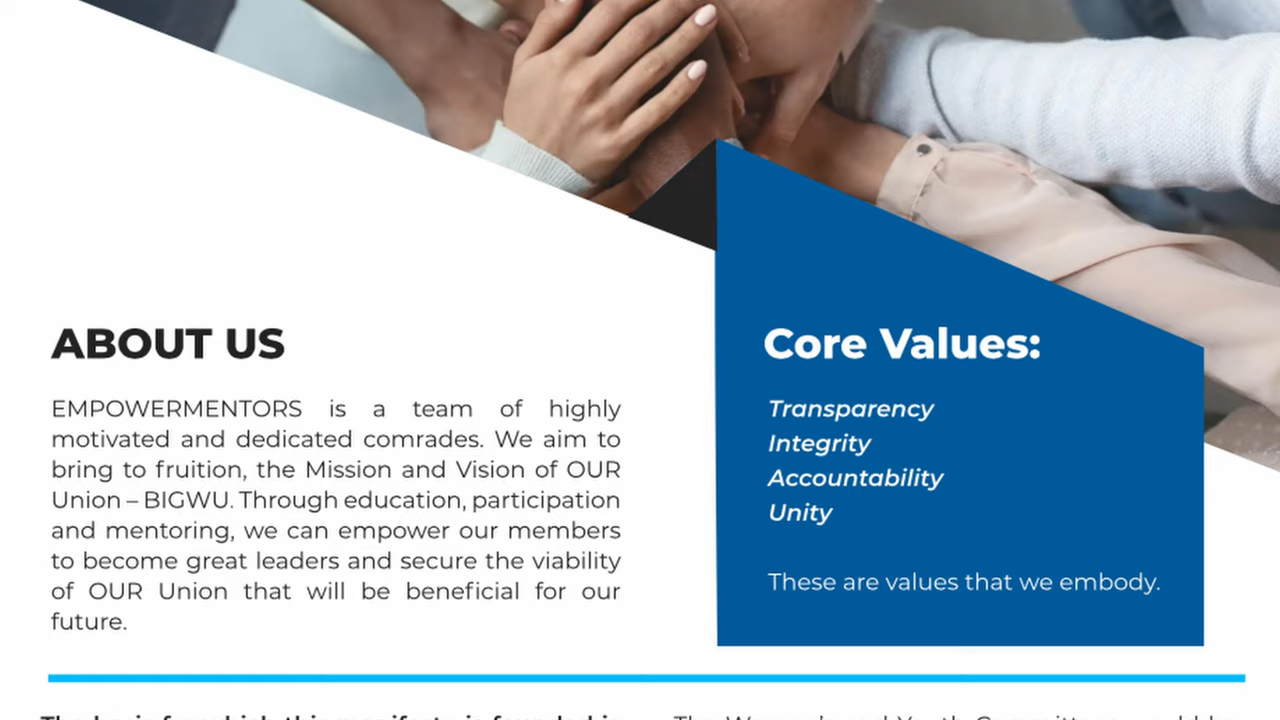 ABOUT US
EMPOWERMENTORS is a team of highly
motivated and dedicated comrades. We aim to
bring to fruition, the Mission and Vision of OUR
Union – BIGWU. Through education, participation
and mentoring, we can empower our members
to become great leaders and secure the viability
of OUR Union that will be beneficial for our
future.
Core Values:
Transparency
Integrity
Accountability
Unity
These are values that we embody.